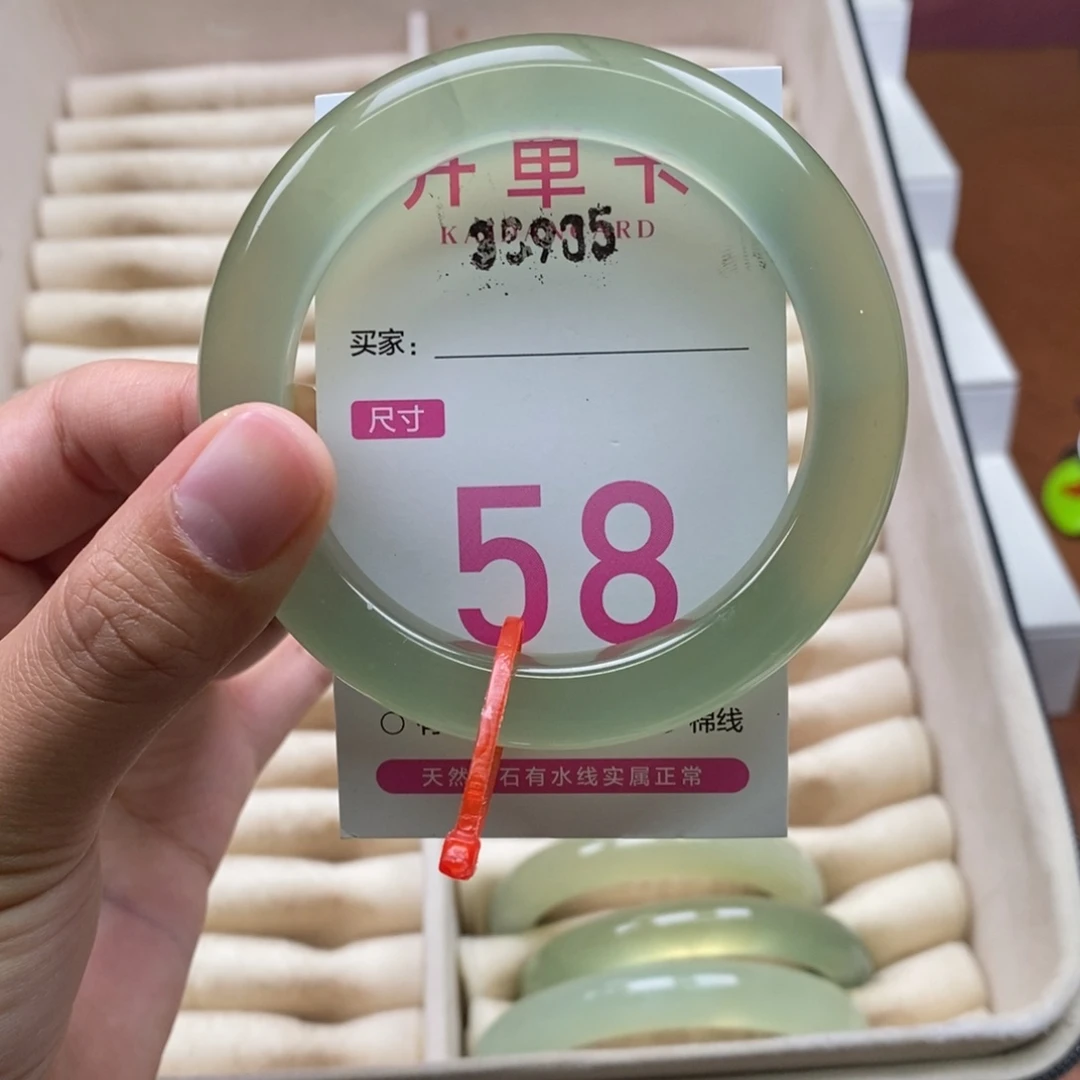 开单卡
买家：
尺寸
58
棉线
天然 石有水线实属正常